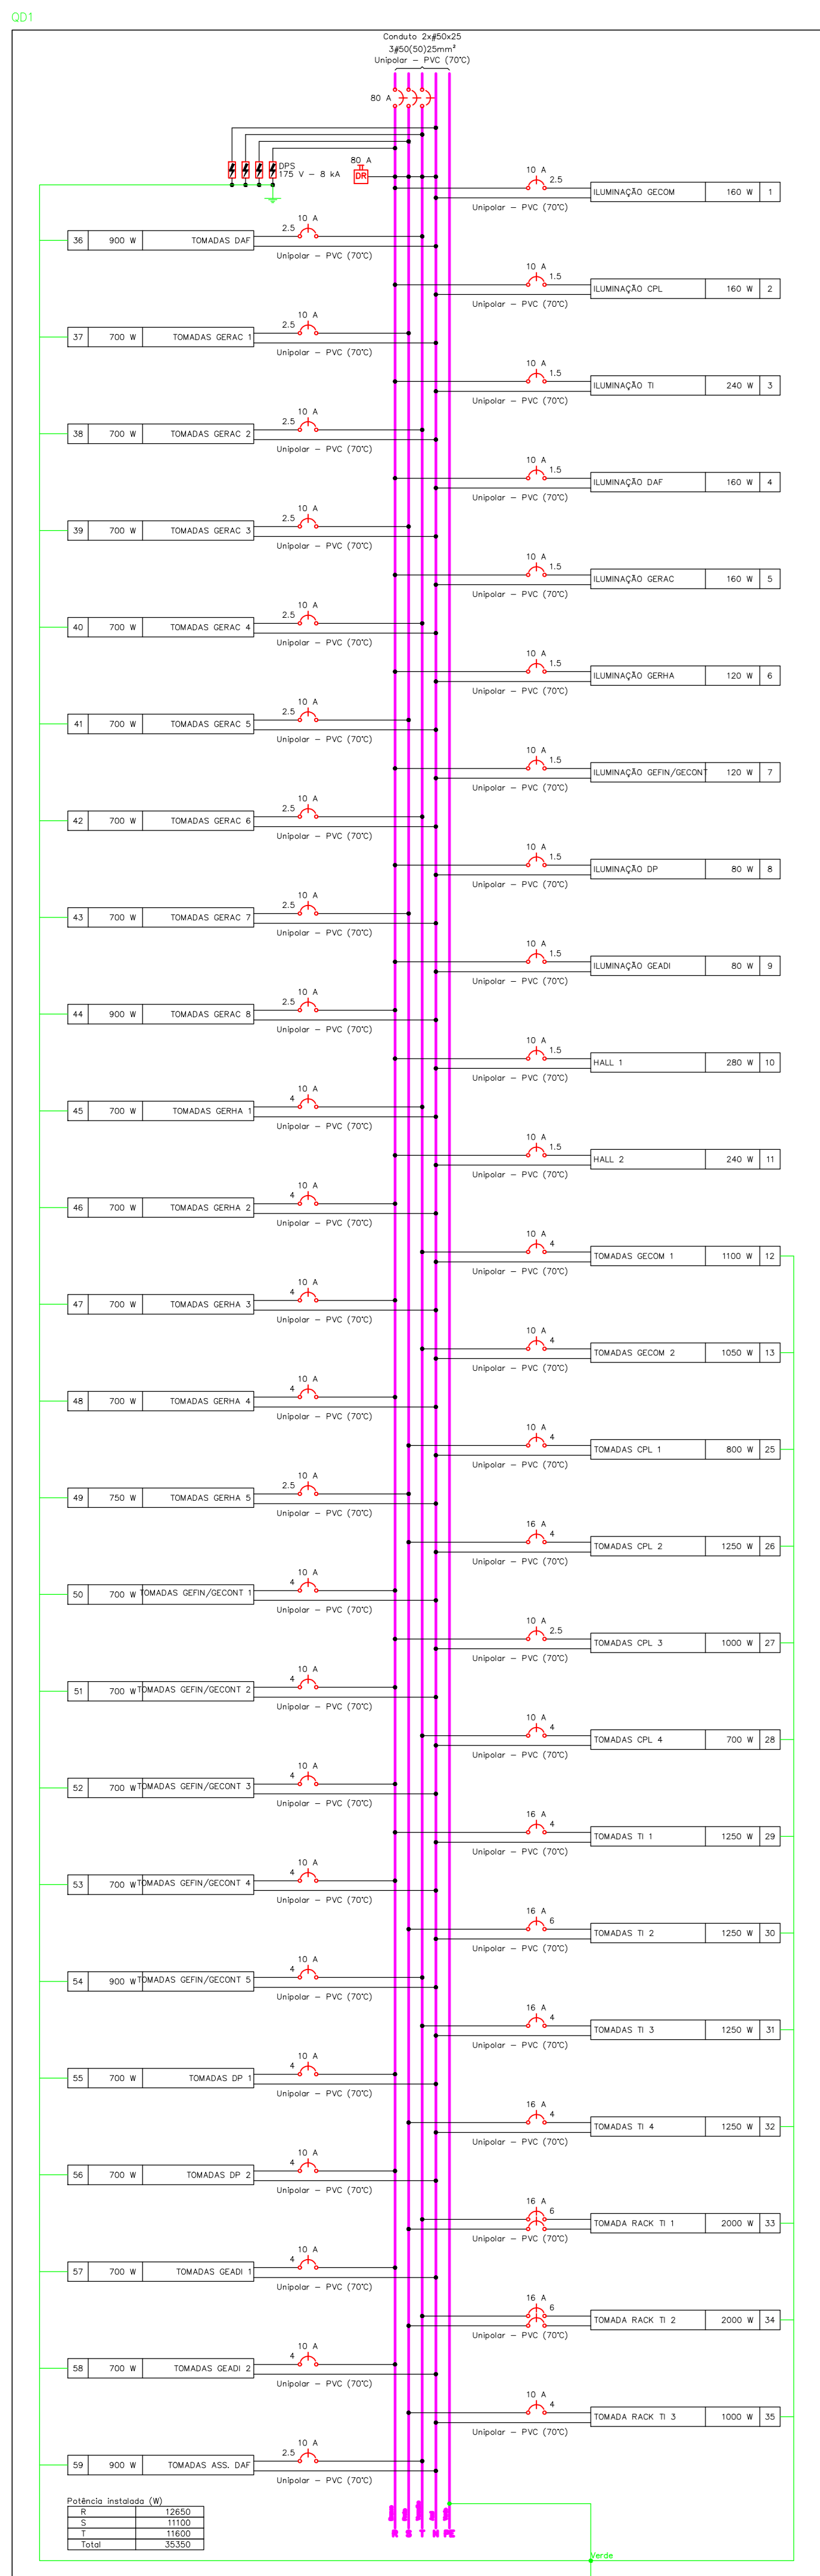 QD1
Conduto 2x#50x25
3#50(50)25mm²
Unipolar - PVC (70°C)
80 A
DPS
175 V - 8 kA
80 A
DR
10 A
2.5
Unipolar - PVC (70°C)
ILUMINAÇÃO GECOM 160 W 1
36 900 W TOMADAS DAF
2.5
10 A
Unipolar - PVC (70°C)
10 A
1.5
Unipolar - PVC (70°C)
ILUMINAÇÃO CPL 160 W 2
37 700 W TOMADAS GERAC 1
2.5
10 A
Unipolar - PVC (70°C)
10 A
1.5
Unipolar - PVC (70°C)
ILUMINAÇÃO TI 240 W 3
38 700 W TOMADAS GERAC 2
2.5
10 A
Unipolar - PVC (70°C)
10 A
1.5
Unipolar - PVC (70°C)
ILUMINAÇÃO DAF 160 W 4
39 700 W TOMADAS GERAC 3
2.5
10 A
Unipolar - PVC (70°C)
10 A
1.5
Unipolar - PVC (70°C)
ILUMINAÇÃO GERAC 160 W 5
40 700 W TOMADAS GERAC 4
2.5
10 A
Unipolar - PVC (70°C)
10 A
1.5
Unipolar - PVC (70°C)
ILUMINAÇÃO GERHA 120 W 6
41 700 W TOMADAS GERAC 5
2.5
10 A
Unipolar - PVC (70°C)
10 A
1.5
Unipolar - PVC (70°C)
ILUMINAÇÃO GEFIN/GECONT 120 W 7
42 700 W TOMADAS GERAC 6
2.5
10 A
Unipolar - PVC (70°C)
10 A
1.5
Unipolar - PVC (70°C)
ILUMINAÇÃO DP 80 W 8
43 700 W TOMADAS GERAC 7
2.5
10 A
Unipolar - PVC (70°C)
10 A
1.5
Unipolar - PVC (70°C)
ILUMINAÇÃO GEADI 80 W 9
44 900 W TOMADAS GERAC 8
2.5
10 A
Unipolar - PVC (70°C)
10 A
1.5
Unipolar - PVC (70°C)
HALL 1 280 W 10
45 700 W TOMADAS GERHA 1
4
10 A
Unipolar - PVC (70°C)
10 A
1.5
Unipolar - PVC (70°C)
HALL 2 240 W 11
46 700 W TOMADAS GERHA 2
4
10 A
Unipolar - PVC (70°C)
10 A
4
Unipolar - PVC (70°C)
TOMADAS GECOM 1 1100 W 12
47 700 W TOMADAS GERHA 3
4
10 A
Unipolar - PVC (70°C)
10 A
4
Unipolar - PVC (70°C)
TOMADAS GECOM 2 1050 W 13
48 700 W TOMADAS GERHA 4
4
10 A
Unipolar - PVC (70°C)
10 A
4
Unipolar - PVC (70°C)
TOMADAS CPL 1 800 W 25
49 750 W TOMADAS GERHA 5
2.5
10 A
Unipolar - PVC (70°C)
16 A
4
Unipolar - PVC (70°C)
TOMADAS CPL 2 1250 W 26
50 700 W TOMADAS GEFIN/GECONT 1
4
10 A
Unipolar - PVC (70°C)
10 A
2.5
Unipolar - PVC (70°C)
TOMADAS CPL 3 1000 W 27
51 700 W TOMADAS GEFIN/GECONT 2
4
10 A
Unipolar - PVC (70°C)
10 A
4
Unipolar - PVC (70°C)
TOMADAS CPL 4 700 W 28
52 700 W TOMADAS GEFIN/GECONT 3
4
10 A
Unipolar - PVC (70°C)
16 A
4
Unipolar - PVC (70°C)
TOMADAS TI 1 1250 W 29
53 700 W TOMADAS GEFIN/GECONT 4
4
10 A
Unipolar - PVC (70°C)
16 A
6
Unipolar - PVC (70°C)
TOMADAS TI 2 1250 W 30
54 900 W TOMADAS GEFIN/GECONT 5
4
10 A
Unipolar - PVC (70°C)
16 A
4
Unipolar - PVC (70°C)
TOMADAS TI 3 1250 W 31
55 700 W TOMADAS DP 1
4
10 A
Unipolar - PVC (70°C)
16 A
4
Unipolar - PVC (70°C)
TOMADAS TI 4 1250 W 32
56 700 W TOMADAS DP 2
4
10 A
Unipolar - PVC (70°C)
16 A
6
Unipolar - PVC (70°C)
TOMADA RACK TI 1 2000 W 33
57 700 W TOMADAS GEADI 1
4
10 A
Unipolar - PVC (70°C)
16 A
6
Unipolar - PVC (70°C)
TOMADA RACK TI 2 2000 W 34
58 700 W TOMADAS GEADI 2
4
10 A
Unipolar - PVC (70°C)
10 A
4
Unipolar - PVC (70°C)
TOMADA RACK TI 3 1000 W 35
59 900 W TOMADAS ASS. DAF
2.5
10 A
Unipolar - PVC (70°C)
Potência instalada (W)
R 12650
S 11100
T 11600
Total 35350
R S T N PE
Verde